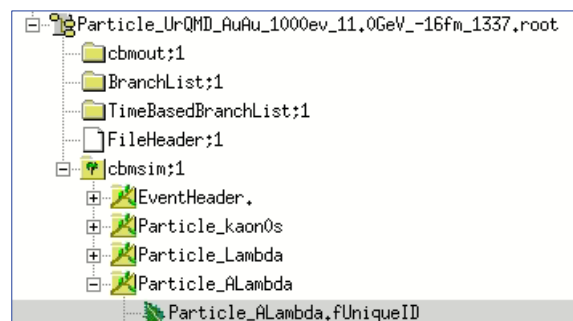 Particle_UrQMD_AuAu_1000ev_11.0GeV_-16fm_1337.root
cbmout;1
BranchList;1
TimeBasedBranchList;1
FileHeader;1
cbmsim;1
EventHeader.
Particle_kaon0s
Particle_Lambda
Particle_ALambda
Particle_ALambda.fUniqueID